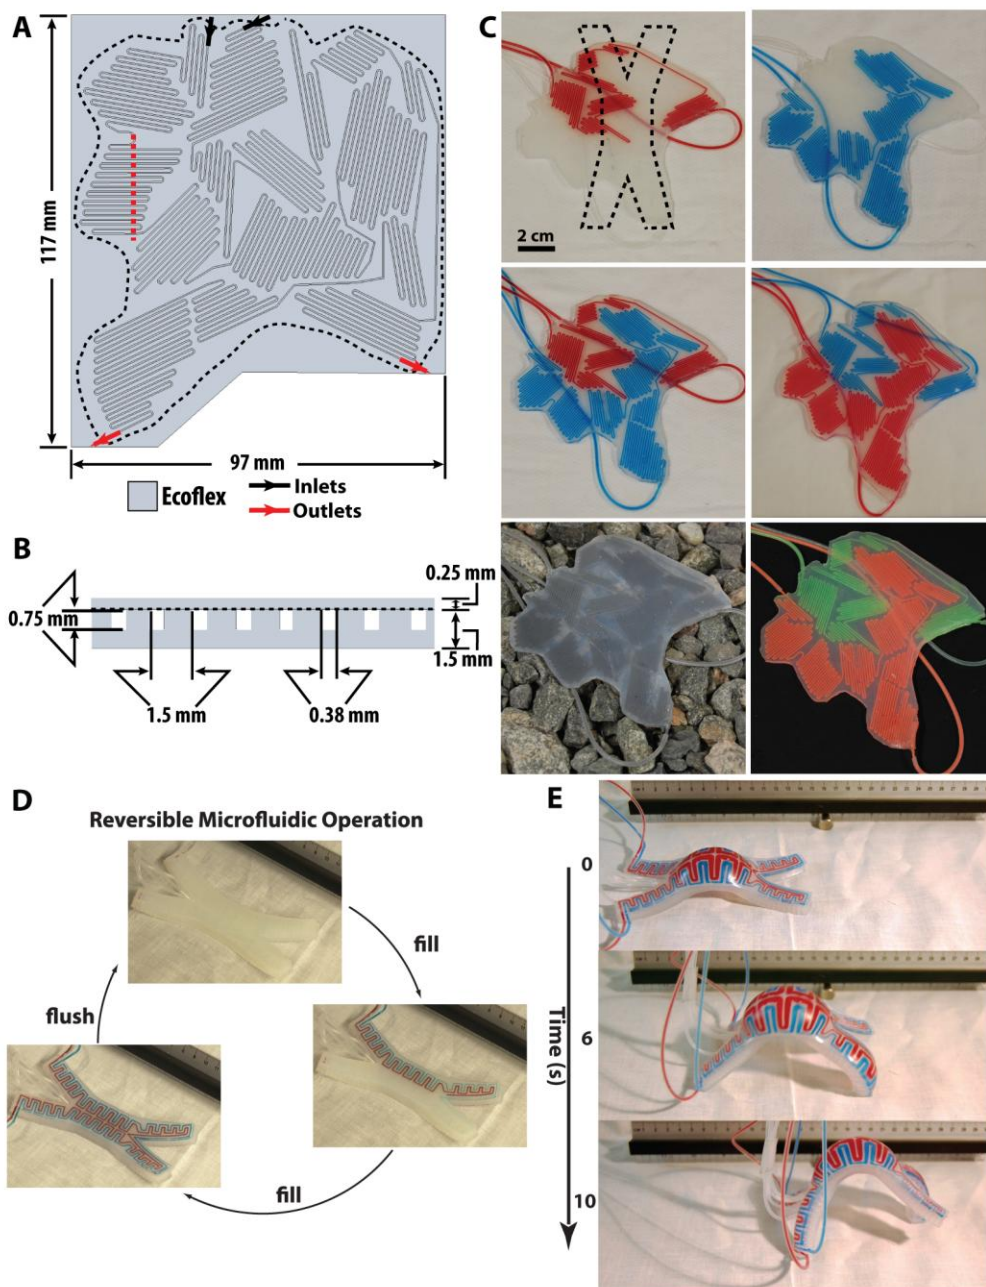 A
117 mm
97 mm
Ecoflex
Inlets
Outlets
B
0.75 mm
0.25 mm
1.5 mm
1.5 mm
0.38 mm
C
2 cm
D
Reversible Microfluidic Operation
fill
fill
flush
E
0
6
10
Time (s)